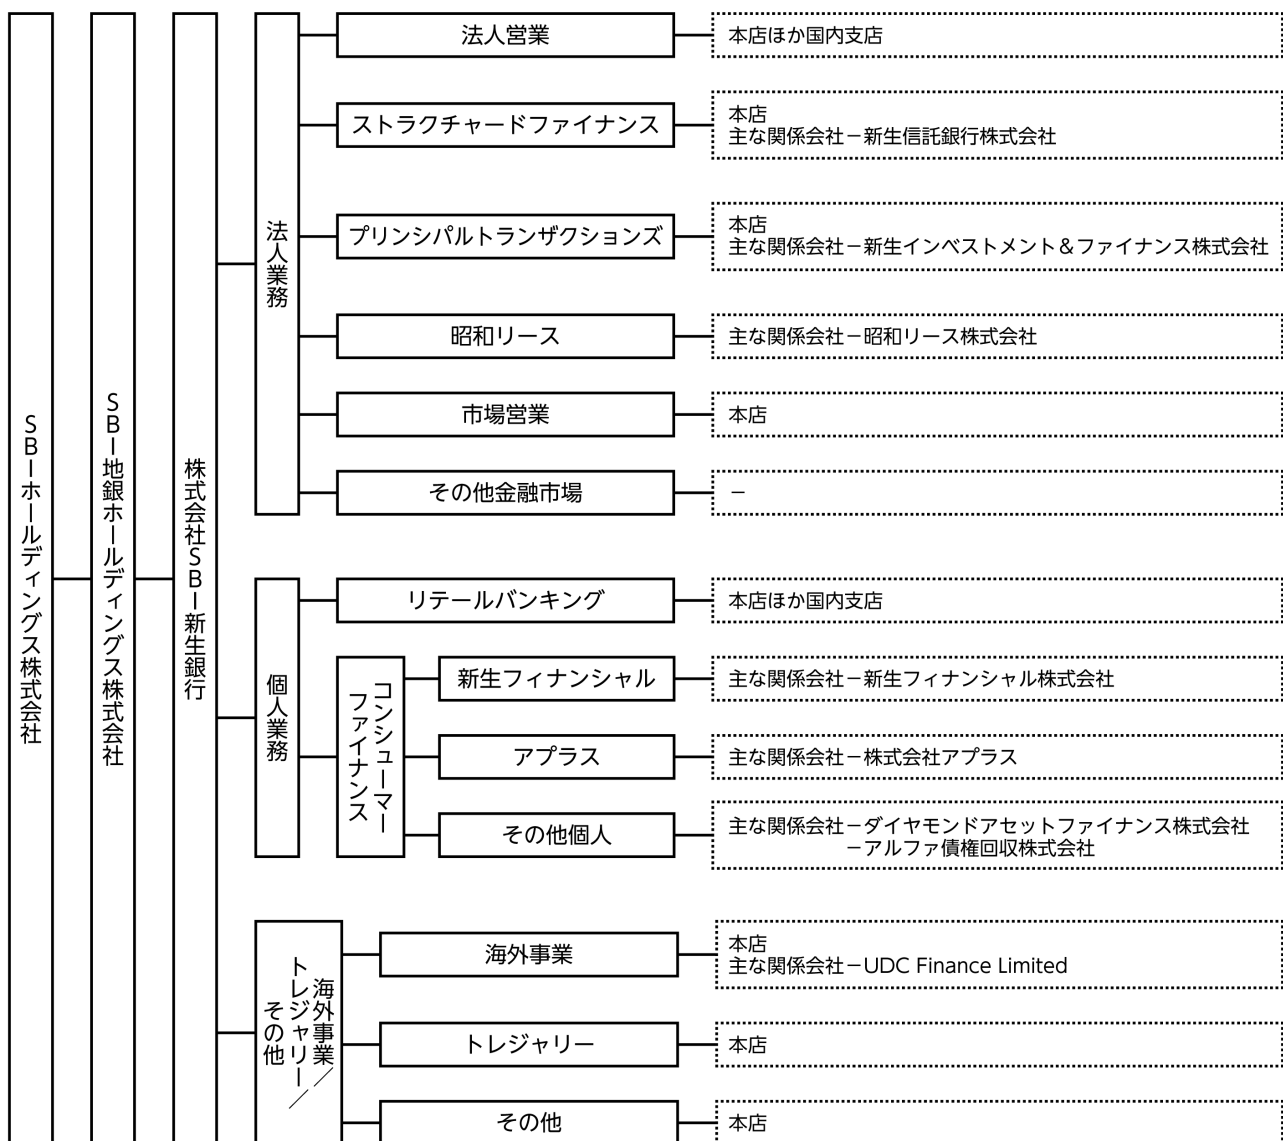 SBIホールディングス株式会社
SBI地銀ホールディングス株式会社
株式会社SBI新生銀行
法人業務
法人営業
本店ほか国内支店
ストラクチャードファイナンス
本店
主な関係会社－新生信託銀行株式会社
プリンシパルトランザクションズ
本店
主な関係会社－新生インベストメント＆ファイナンス株式会社
昭和リース
主な関係会社－昭和リース株式会社
市場営業
本店
その他金融市場
－
個人業務
リテールバンキング
本店ほか国内支店
コンシューマー
ファイナンス
新生フィナンシャル
主な関係会社－新生フィナンシャル株式会社
アプラス
主な関係会社－株式会社アプラス
その他個人
主な関係会社－ダイヤモンドアセットファイナンス株式会社
－アルファ債権回収株式会社
海外事業／
トレジャリー／
その他
海外事業
本店
主な関係会社－UDC Finance Limited
トレジャリー
本店
その他
本店